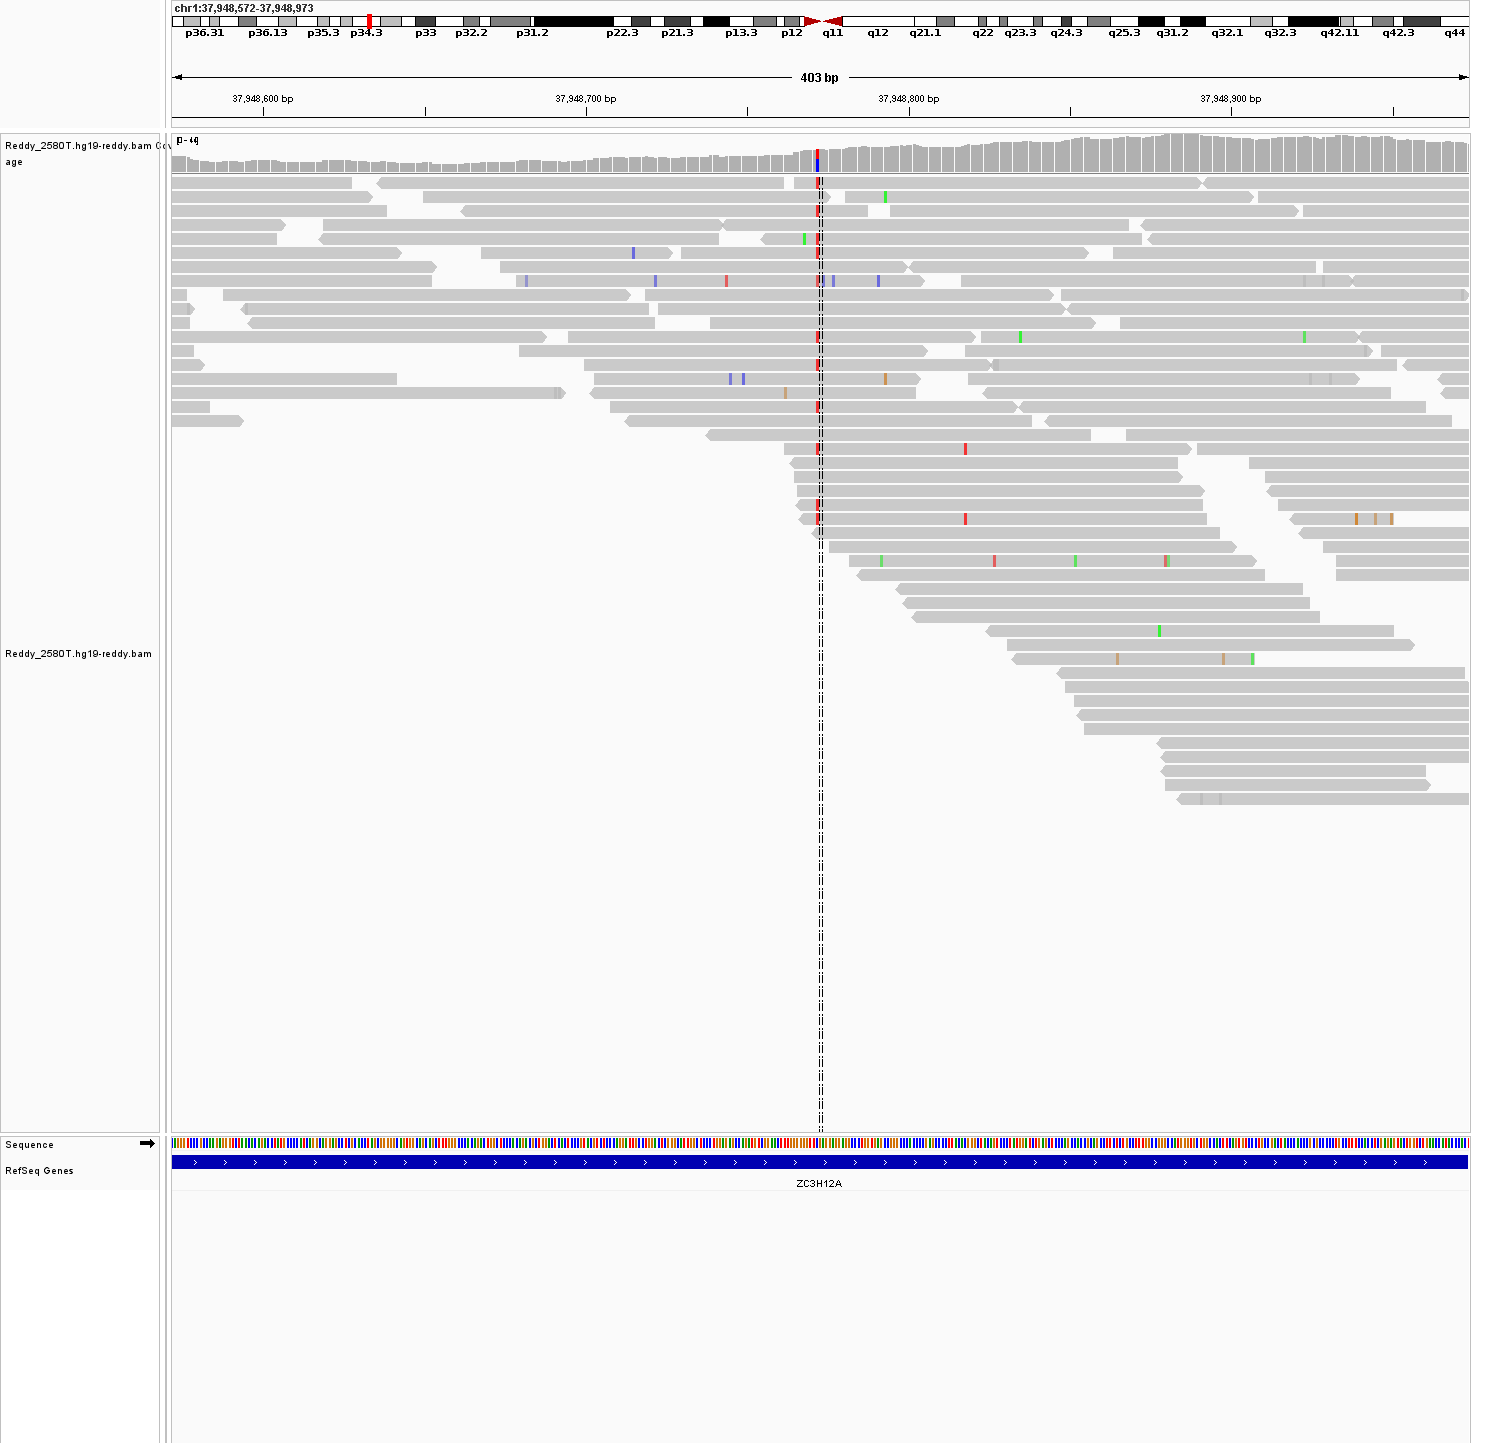 chr1:37,948,572-37,948,973
p36.31 p36.13 p35.3 p34.3 p33 p32.2 p31.2 p22.3 p21.3 p13.3 p12 q11 q12 q21.1 q22 q23.3 q24.3 q25.3 q31.2 q32.1 q32.3 q42.11 q42.3 q44
403 bp
37,948,600 bp 37,948,700 bp 37,948,800 bp 37,948,900 bp
Reddy_2580T.hg19-reddy.bam Cov
age
Reddy_2580T.hg19-reddy.bam
Sequence
RefSeq Genes
ZC3H12A